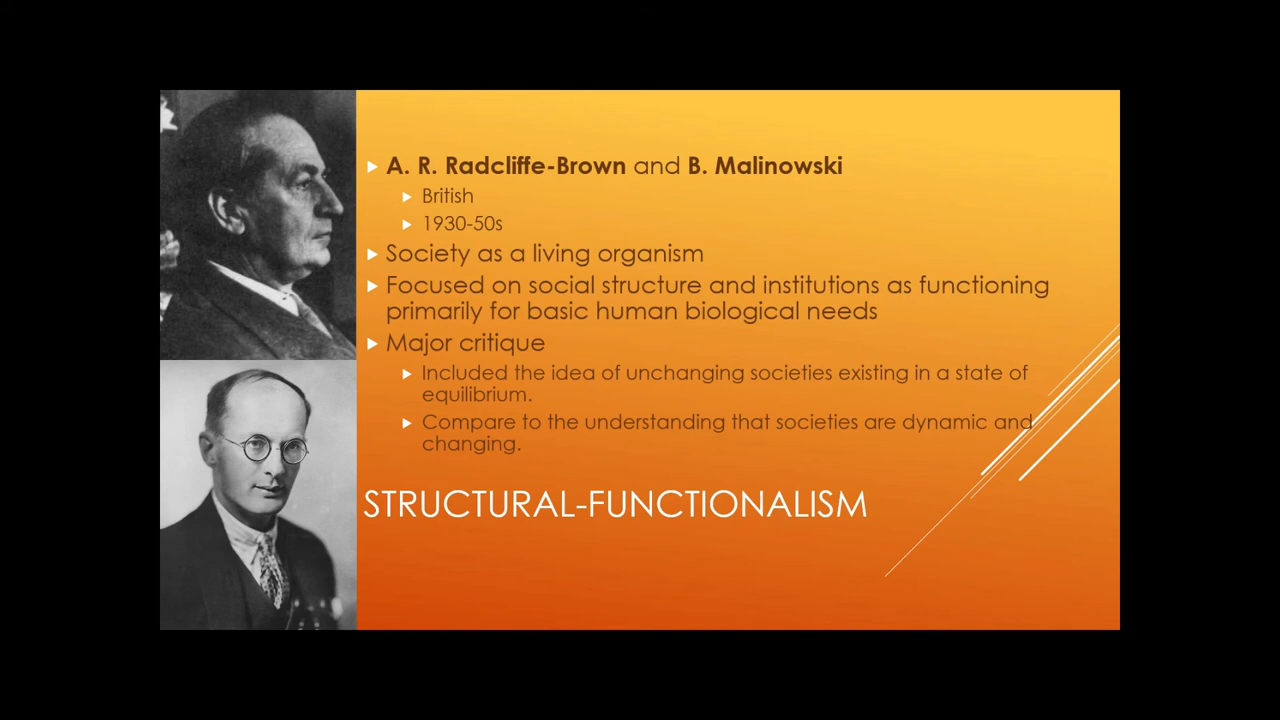 A. R. Radcliffe-Brown and B. Malinowski
British
1930-50s
Society as a living organism
Focused on social structure and institutions as functioning
primarily for basic human biological needs
Major critique
Included the idea of unchanging societies existing in a state of
equilibrium.
Compare to the understanding that societies are dynamic and
changing.
STRUCTURAL-FUNCTIONALISM